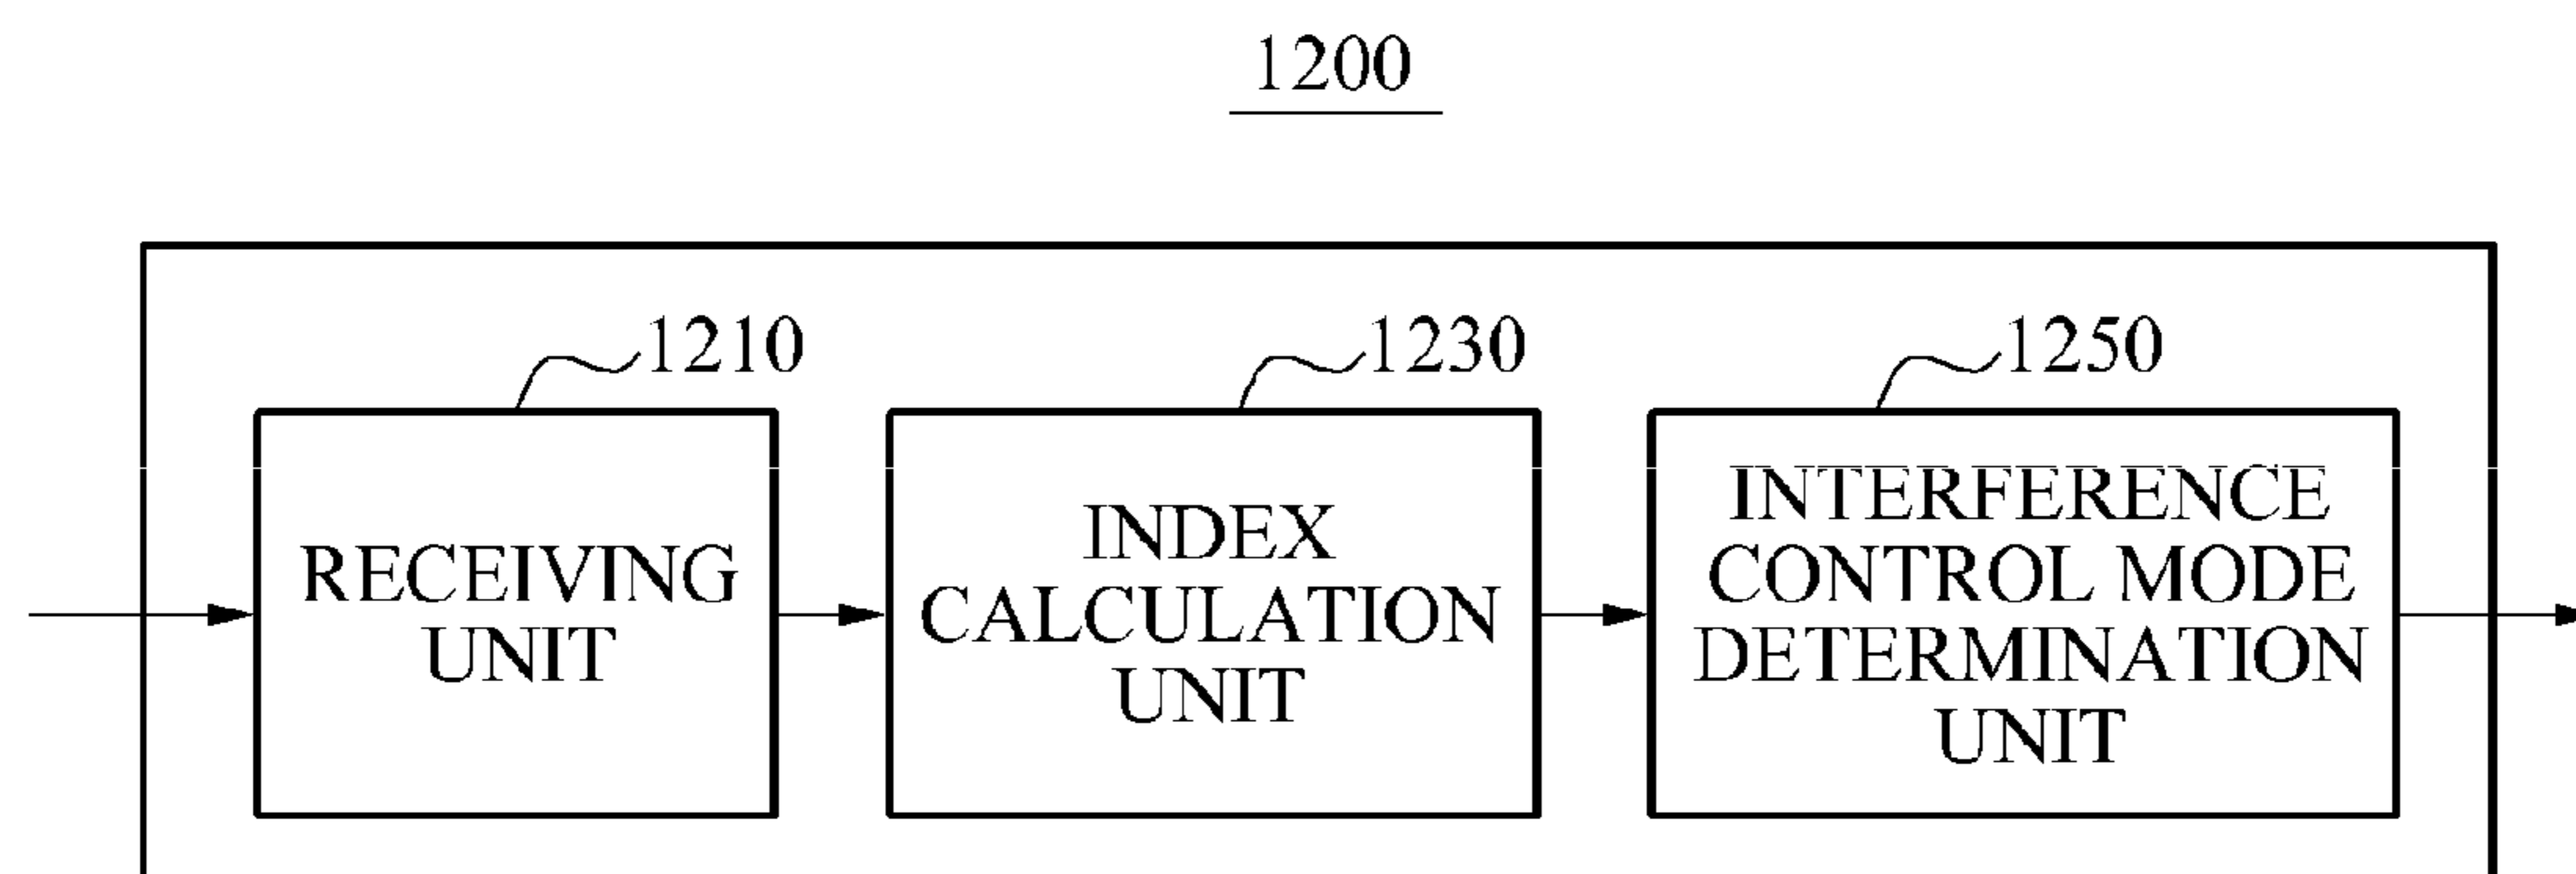 1200
1210
1230
1250
RECEIVING
UNIT
INDEX
CALCULATION
UNIT
INTERFERENCE
CONTROL MODE
DETERMINATION
UNIT